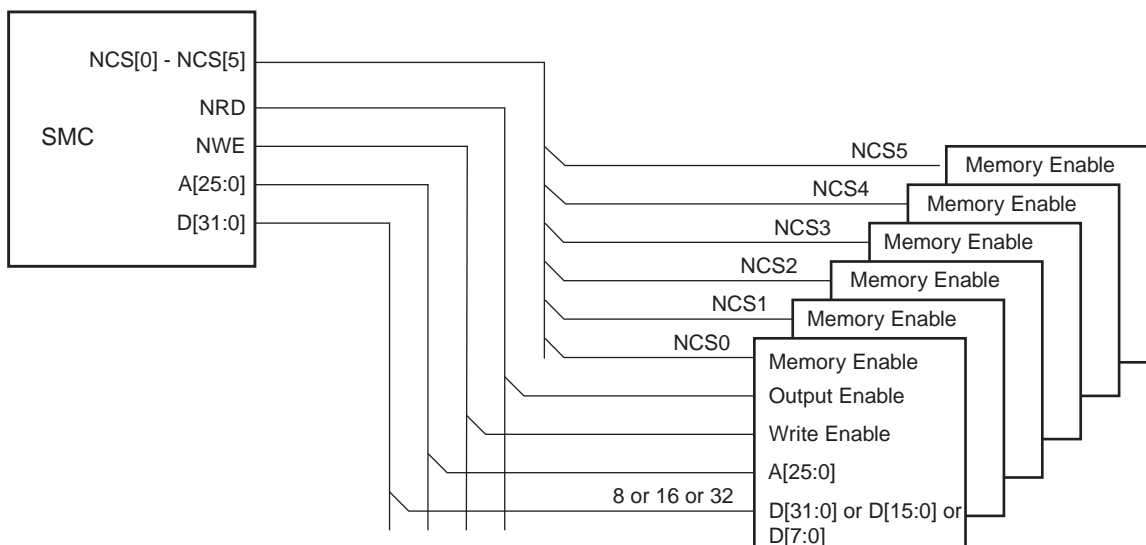 NCS[0] - NCS[5]
NRD
SMC
NWE
A[25:0]
D[31:0]
NCS5
Memory Enable
NCS4
Memory Enable
NCS3
Memory Enable
NCS2
Memory Enable
NCS1
Memory Enable
NCS0
Memory Enable
Output Enable
Write Enable
A[25:0]
8 or 16 or 32
D[31:0] or D[15:0] or
D[7:0]